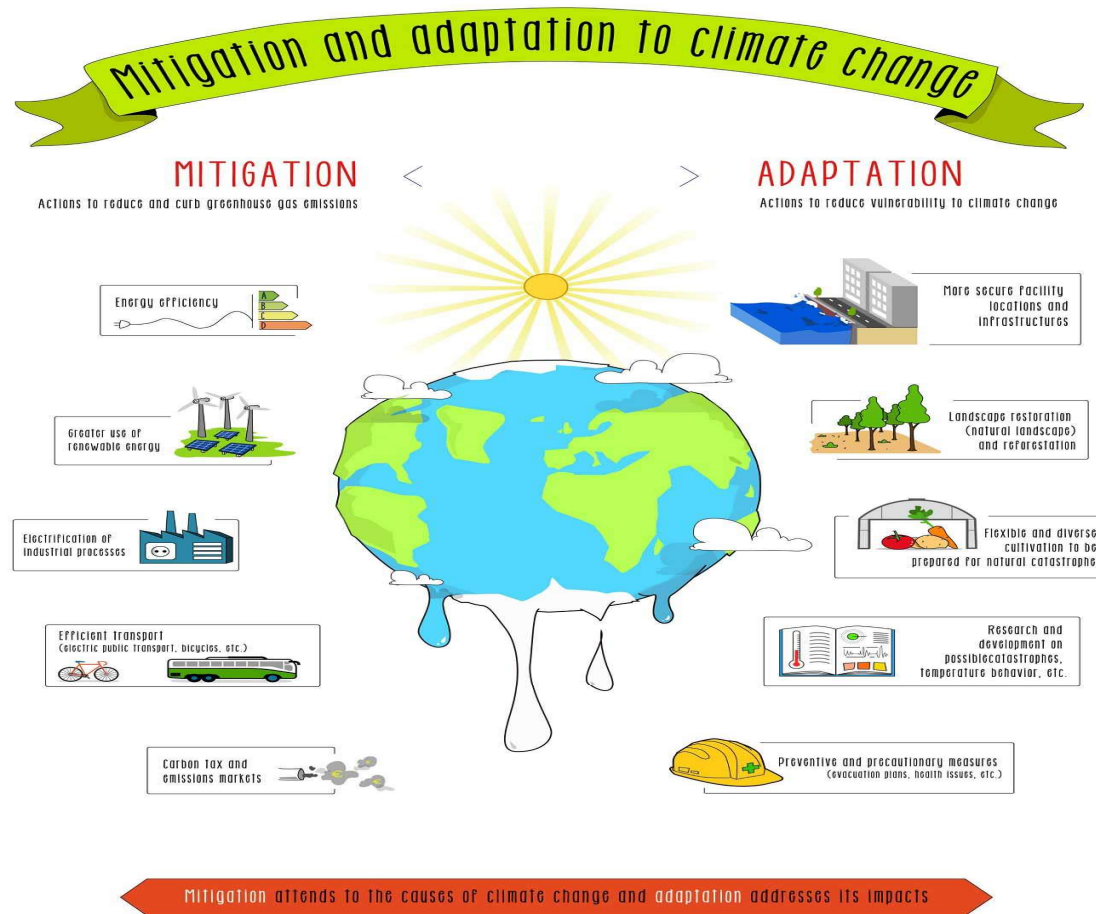 Mitigation and adaptation to climate change
MITIGATION
Actions to reduce and curb greenhouse gas emissions
Energy efficiency
A
B
C
D
Greater use of
renewable energy
Electrification of
industrial processes
Efficient transport
(electric public transport, bicycles, etc.)
Carbon tax and
emissions markets
ADAPTATION
Actions to reduce vulnerability to climate change
More secure facility
locations and
infrastructures
Landscape restoration
(natural landscape)
and reforestation
Flexible and diverse
cultivation to be
prepared for natural catastrophe
Research and
development on
possiblecatastrophes,
temperature behavior, etc.
Preventive and precautionary measures
(evacuation plans, health issues, etc.)
Mitigation attends to the causes of climate change and adaptation addresses its impacts